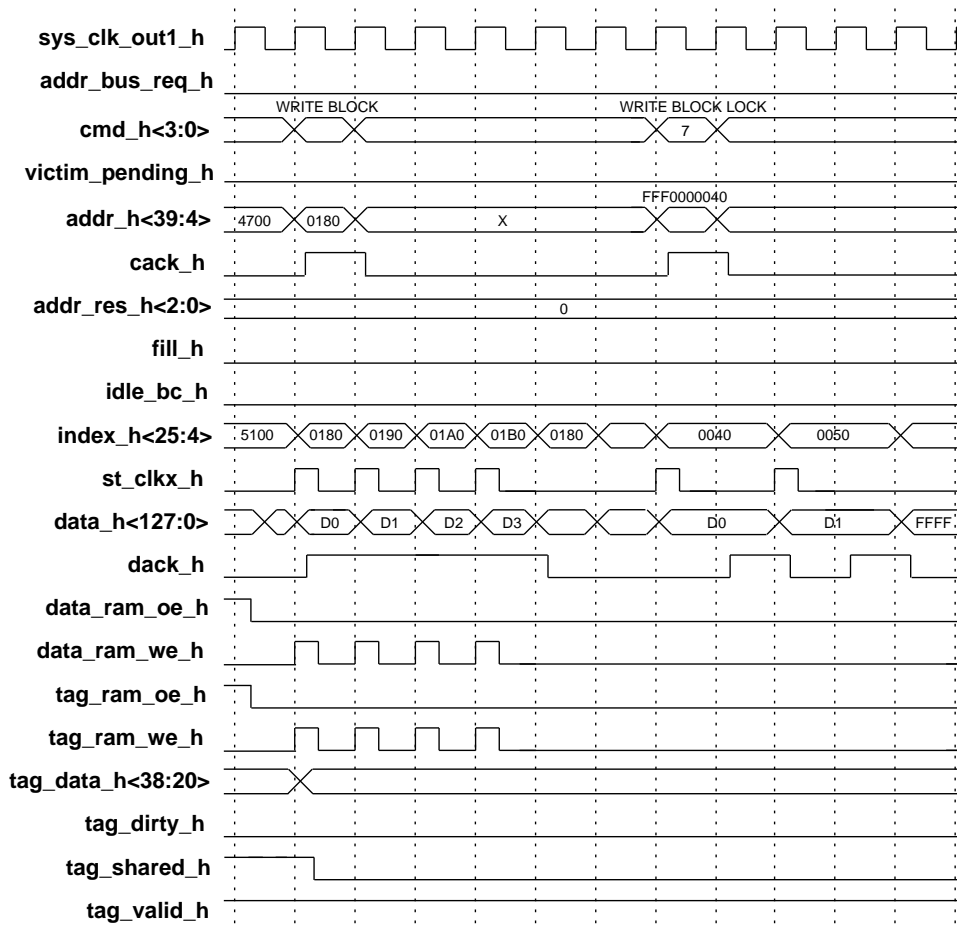 sys_clk_out1_h
addr_bus_req_h
WRITE BLOCK WRITE BLOCK LOCK
cmd_h<3:0> 7
victim_pending_h
FFF0000040
addr_h<39:4> 4700 0180 X
cack_h
addr_res_h<2:0> 0
fill_h
idle_bc_h
index_h<25:4> 5100 0180 0190 01A0 01B0 0180 0040 0050
st_clkx_h
data_h<127:0> D0 D1 D2 D3 D0 D1 FFFF
dack_h
data_ram_oe_h
data_ram_we_h
tag_ram_oe_h
tag_ram_we_h
tag_data_h<38:20>
tag_dirty_h
tag_shared_h
tag_valid_h